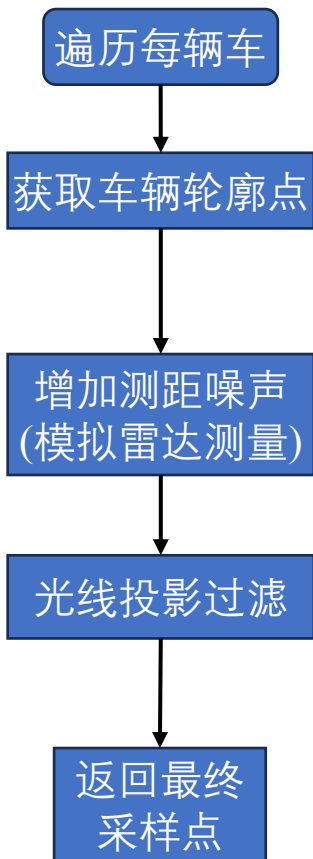 遍历每辆车
获取车辆轮廓点
增加测距噪声
(模拟雷达测量)
光线投影过滤
返回最终
采样点